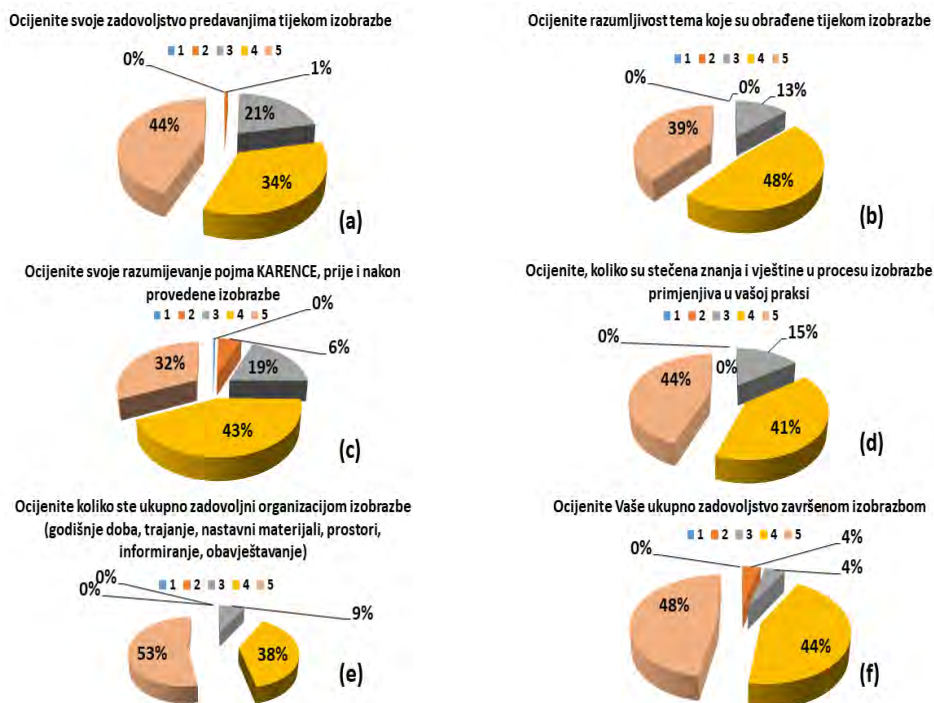 Ocijenite svoje zadovoljstvo predavanjima tijekom izobrazbe
1 2 3 4 5
0%
1%
21%
44%
34%
(a)
Ocijenite razumljivost tema koje su obrađene tijekom izobrazbe
1 2 3 4 5
0%
0%
13%
39%
48%
(b)
Ocijenite svoje razumijevanje pojma KARENCE, prije i nakon
provedene izobrazbe
1 2 3 4 5
0%
6%
32%
19%
43%
(c)
Ocijenite, koliko su stečena znanja i vještine u procesu izobrazbe
primjenjiva u vašoj praksi
1 2 3 4 5
0%
15%
0%
44%
41%
(d)
Ocijenite koliko ste ukupno zadovoljni organizacijom izobrazbe
(godišnje doba, trajanje, nastavni materijali, prostori,
informiranje, obavještavanje)
1 2 3 4 5
0%
0%
9%
53%
38%
(e)
Ocijenite Vaše ukupno zadovoljstvo završenom izobrazbom
1 2 3 4 5
0%
4%
4%
48%
44%
(f)